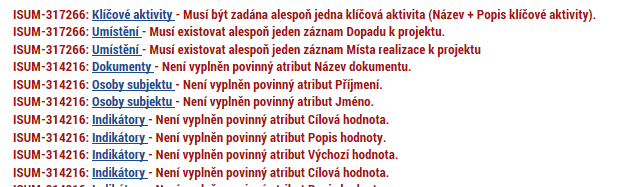 ISUM-317266: Klíčové aktivity - Musí být zadána alespoň jedna klíčová aktivita (Název + Popis klíčové aktivity).
ISUM-317266: Umístění - Musí existovat alespoň jeden záznam Dopadu k projektu.
ISUM-317266: Umístění - Musí existovat alespoň jeden záznam Místa realizace k projektu
ISUM-314216: Dokumenty - Není vyplněn povinný atribut Název dokumentu.
ISUM-314216: Osoby subjektu - Není vyplněn povinný atribut Příjmení.
ISUM-314216: Osoby subjektu - Není vyplněn povinný atribut Jméno.
ISUM-314216: Indikátory - Není vyplněn povinný atribut Cílová hodnota.
ISUM-314216: Indikátory - Není vyplněn povinný atribut Popis hodnoty.
ISUM-314216: Indikátory - Není vyplněn povinný atribut Výchozí hodnota.
ISUM-314216: Indikátory - Není vyplněn povinný atribut Cílová hodnota.